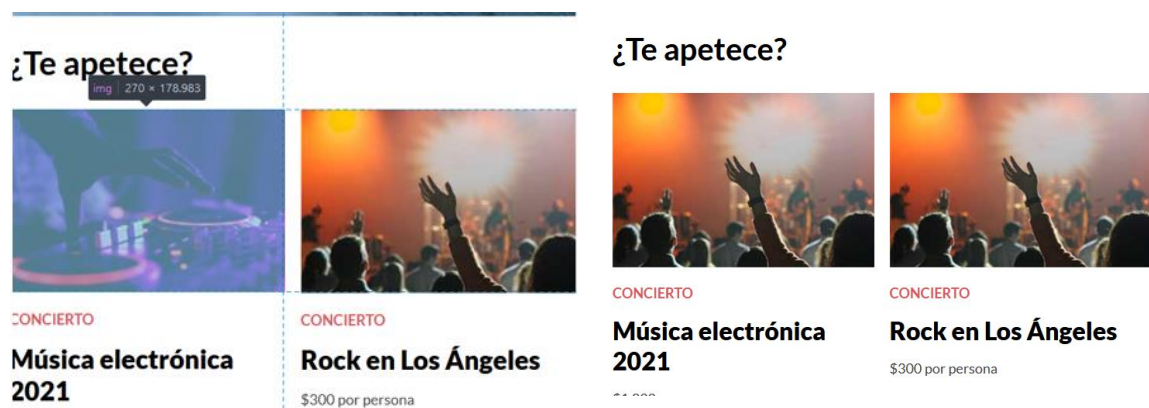 ¿Te apetece?
img 270 × 178.983
CONCIERTO
Música electrónica
2021
CONCIERTO
Rock en Los Ángeles
$300 por persona
¿Te apetece?
CONCIERTO
Música electrónica
2021
CONCIERTO
Rock en Los Ángeles
$300 por persona